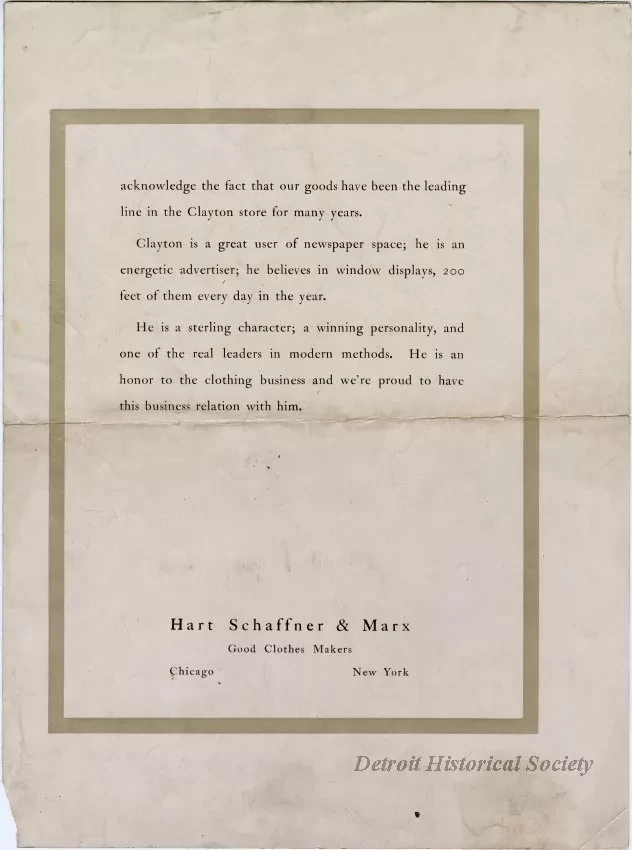 acknowledge the fact that our goods have been the leading
line in the Clayton store for many years.
Clayton is a great user of newspaper space; he is an
energetic advertiser; he believes in window displays, 200
feet of them every day in the year.
He is a sterling character; a winning personality, and
one of the real leaders in modern methods. He is an
honor to the clothing business and we're proud to have
this business relation with him.
Hart Schaffner & Marx
Good Clothes Makers
Chicago New York
Detroit Historical Society